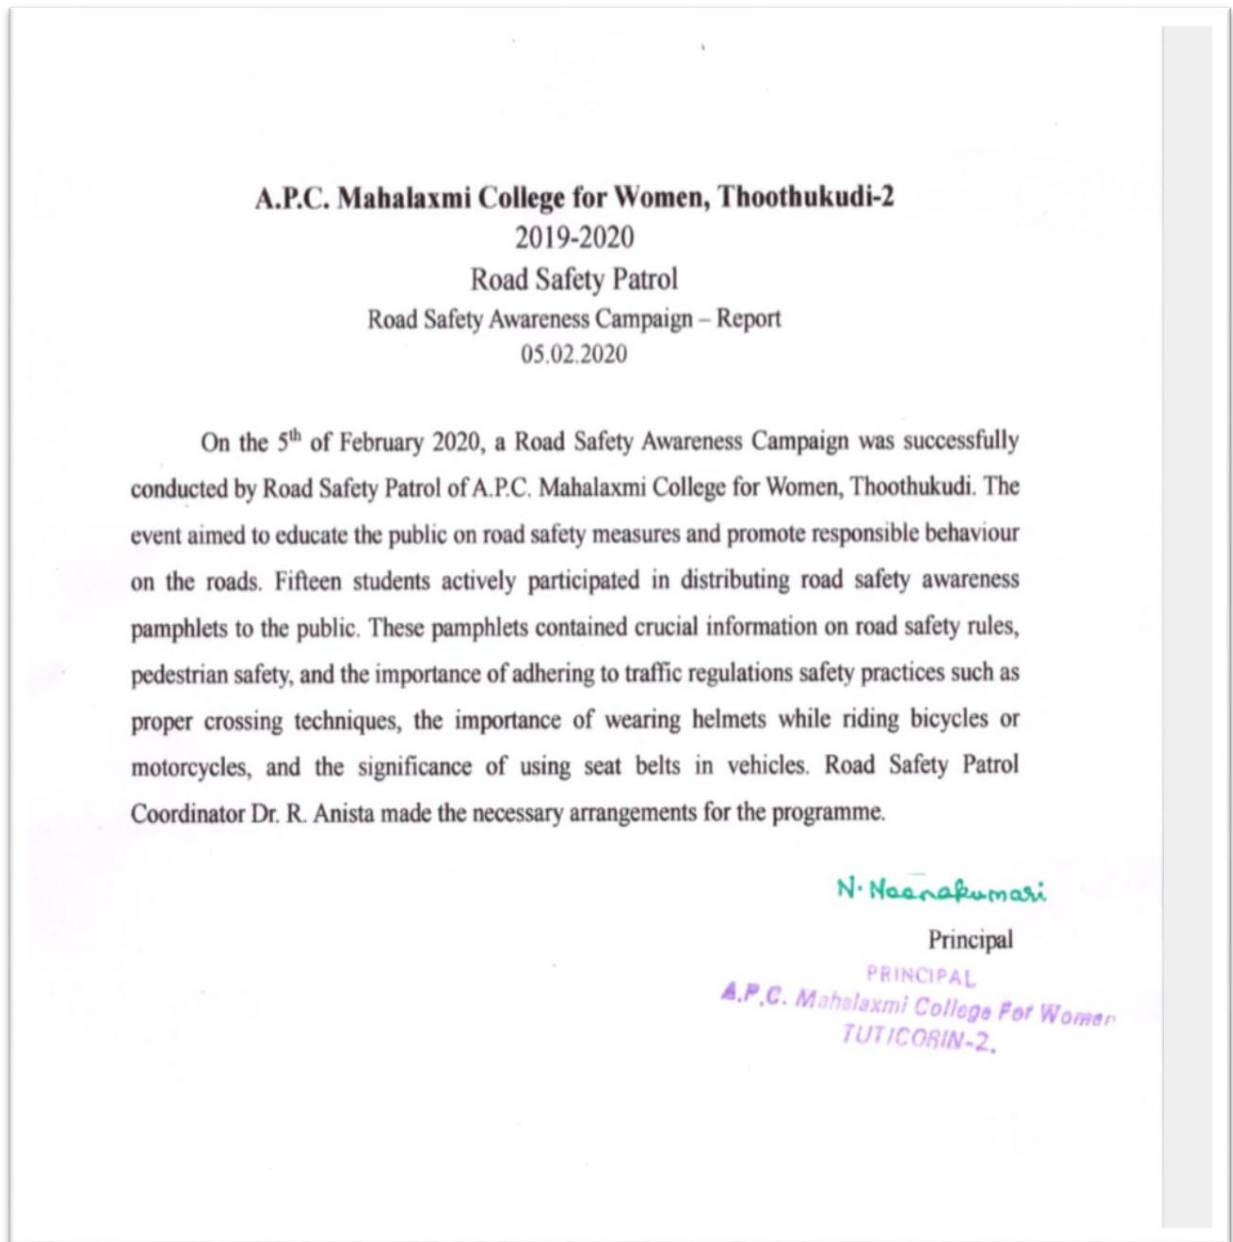 A.P.C. Mahalaxmi College for Women, Thoothukudi-2
2019-2020
Road Safety Patrol
Road Safety Awareness Campaign – Report
05.02.2020
On the 5th of February 2020, a Road Safety Awareness Campaign was successfully
conducted by Road Safety Patrol of A.P.C. Mahalaxmi College for Women, Thoothukudi. The
event aimed to educate the public on road safety measures and promote responsible behaviour
on the roads. Fifteen students actively participated in distributing road safety awareness
pamphlets to the public. These pamphlets contained crucial information on road safety rules,
pedestrian safety, and the importance of adhering to traffic regulations safety practices such as
proper crossing techniques, the importance of wearing helmets while riding bicycles or
motorcycles, and the significance of using seat belts in vehicles. Road Safety Patrol
Coordinator Dr. R. Anista made the necessary arrangements for the programme.
N.
Principal
PRINCIPAL
A.P.C. Mahalaxmi College For Women
TUTICORIN-2.